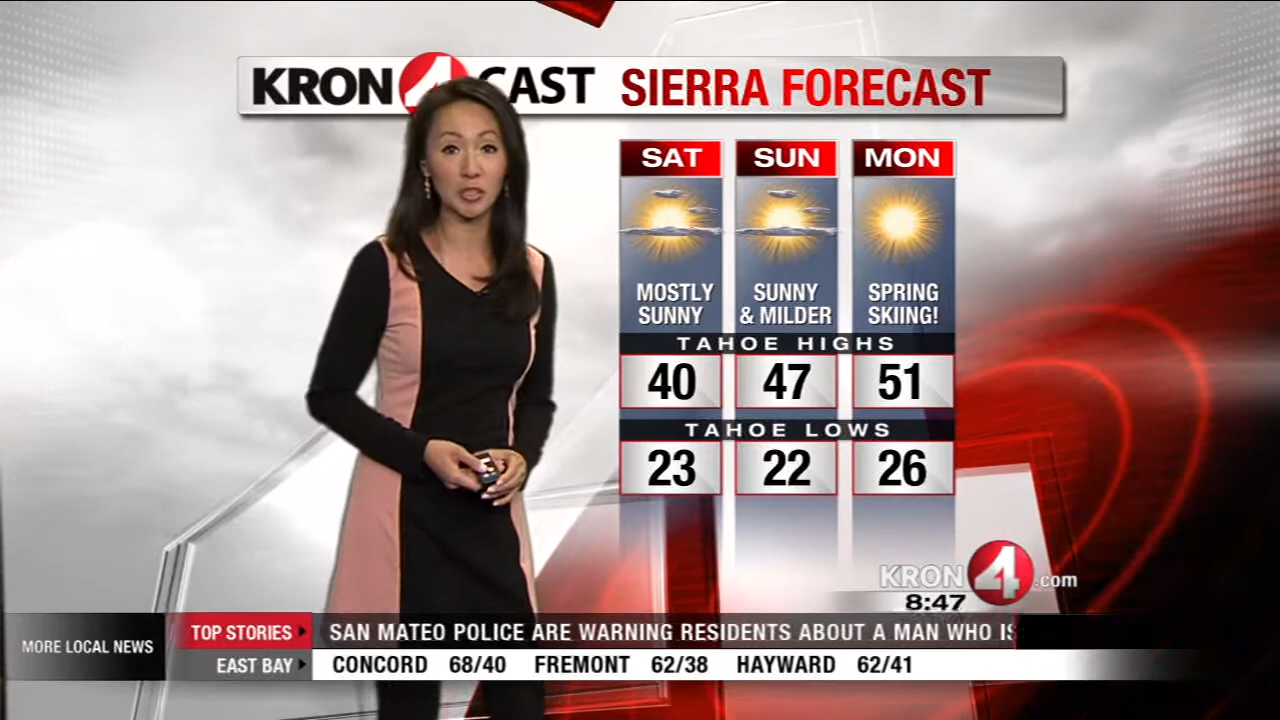 KRON 4 CAST SIERRA FORECAST
SAT SUN MON
MOSTLY SUNNY & MILDER SPRING SKIING!
SUNNY
TAHOE HIGHS
40 47 51
TAHOE LOWS
23 22 26
KRON 4 .com
8:47
MORE LOCAL NEWS
TOP STORIES SAN MATEO POLICE ARE WARNING RESIDENTS ABOUT A MAN WHO IS
EAST BAY CONCORD 68/40 FREMONT 62/38 HAYWARD 62/41